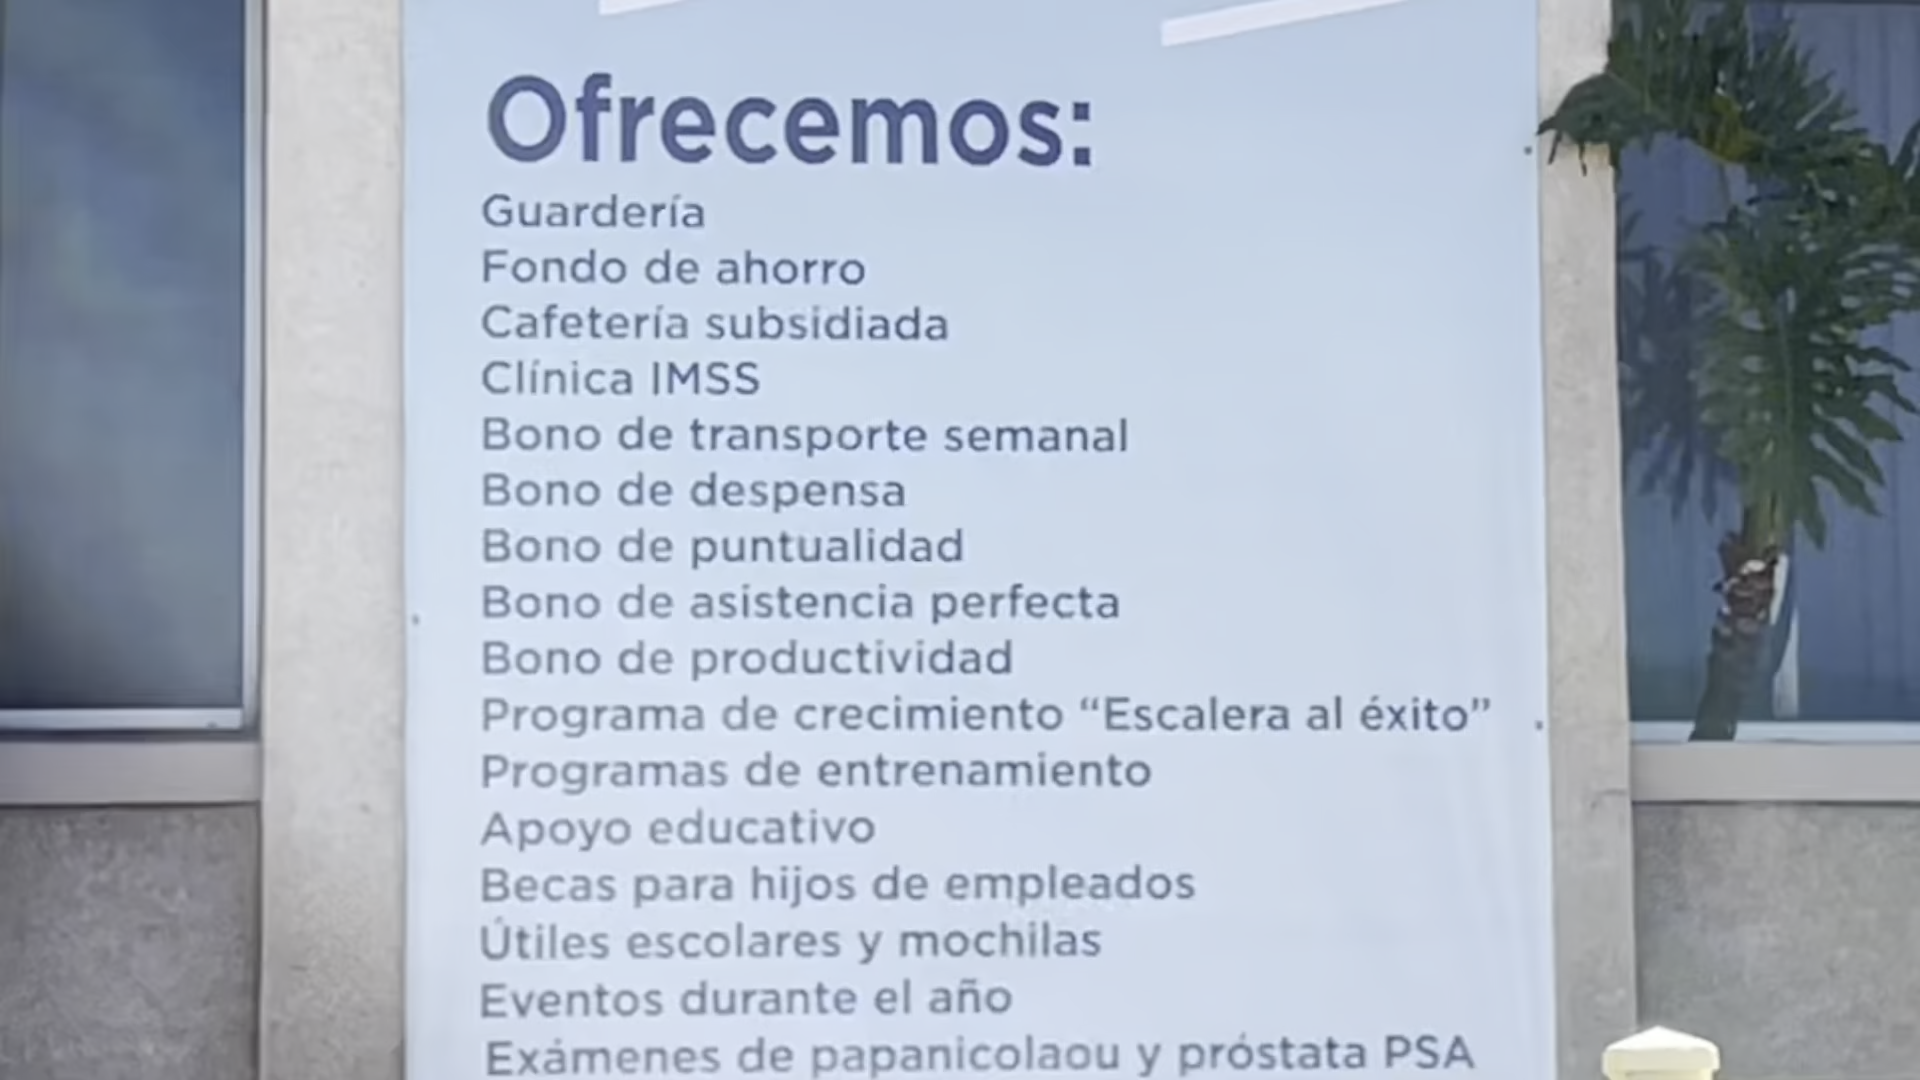 Ofrecemos:
Guardería
Fondo de ahorro
Cafetería subsidiada
Clínica IMSS
Bono de transporte semanal
Bono de despensa
Bono de puntualidad
Bono de asistencia perfecta
Bono de productividad
Programa de crecimiento “Escalera al éxito”
Programas de entrenamiento
Apoyo educativo
Becas para hijos de empleados
Útiles escolares y mochilas
Eventos durante el año
Exámenes de papanicolaou y próstata PSA